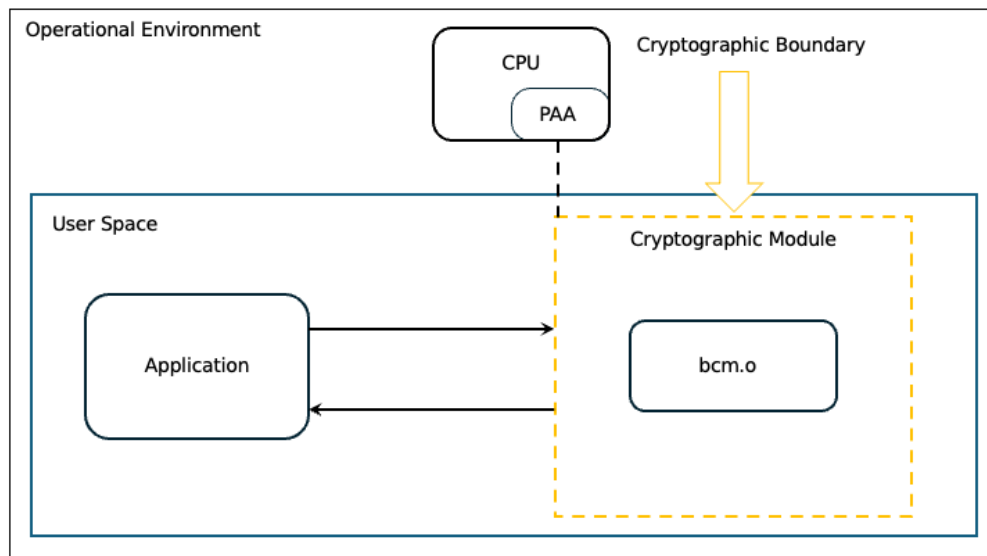 Operational Environment
CPU
Cryptographic Boundary
PAA
User Space
Cryptographic Module
Application
bcm.o